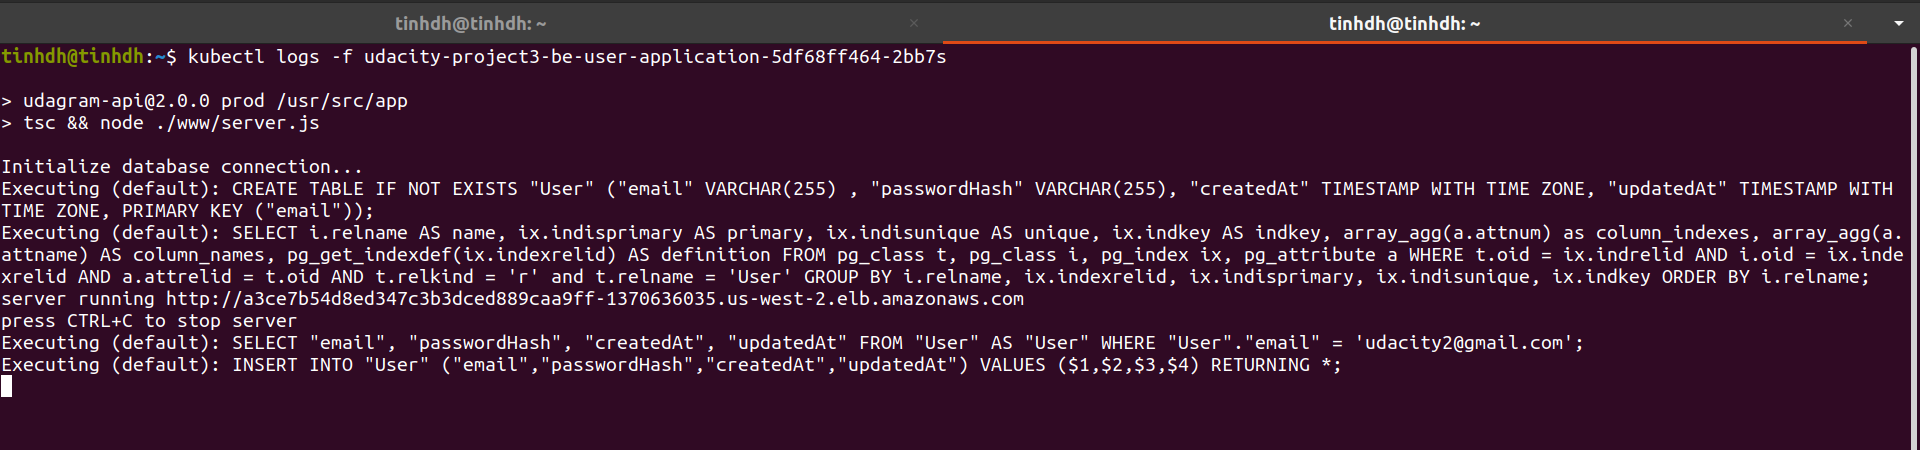 tinhdh@tinhdh: ~ × tinhdh@tinhdh: ~ ×
tinhdh@tinhdh:~$ kubectl logs -f udacity-project3-be-user-application-5df68ff464-2bb7s
> udagram-api@2.0.0 prod /usr/src/app
> tsc && node ./www/server.js
Initialize database connection...
Executing (default): CREATE TABLE IF NOT EXISTS "User" ("email" VARCHAR(255) , "passwordHash" VARCHAR(255), "createdAt" TIMESTAMP WITH TIME ZONE, "updatedAt" TIMESTAMP WITH
TIME ZONE, PRIMARY KEY ("email"));
Executing (default): SELECT i.relname AS name, ix.indisprimary AS primary, ix.indisunique AS unique, ix.indkey AS indkey, array_agg(a.attnum) as column_indexes, array_agg(a.
attname) AS column_names, pg_get_indexdef(ix.indexrelid) AS definition FROM pg_class t, pg_class i, pg_index ix, pg_attribute a WHERE t.oid = ix.indrelid AND i.oid = ix.inde
xrelid AND a.attrelid = t.oid AND t.relkind = 'r' and t.relname = 'User' GROUP BY i.relname, ix.indexrelid, ix.indisprimary, ix.indisunique, ix.indkey ORDER BY i.relname;
server running http://a3ce7b54d8ed347c3b3dced889caa9ff-1370636035.us-west-2.elb.amazonaws.com
press CTRL+C to stop server
Executing (default): SELECT "email", "passwordHash", "createdAt", "updatedAt" FROM "User" AS "User" WHERE "User"."email" = 'udacity2@gmail.com';
Executing (default): INSERT INTO "User" ("email","passwordHash","createdAt","updatedAt") VALUES ($1,$2,$3,$4) RETURNING *;